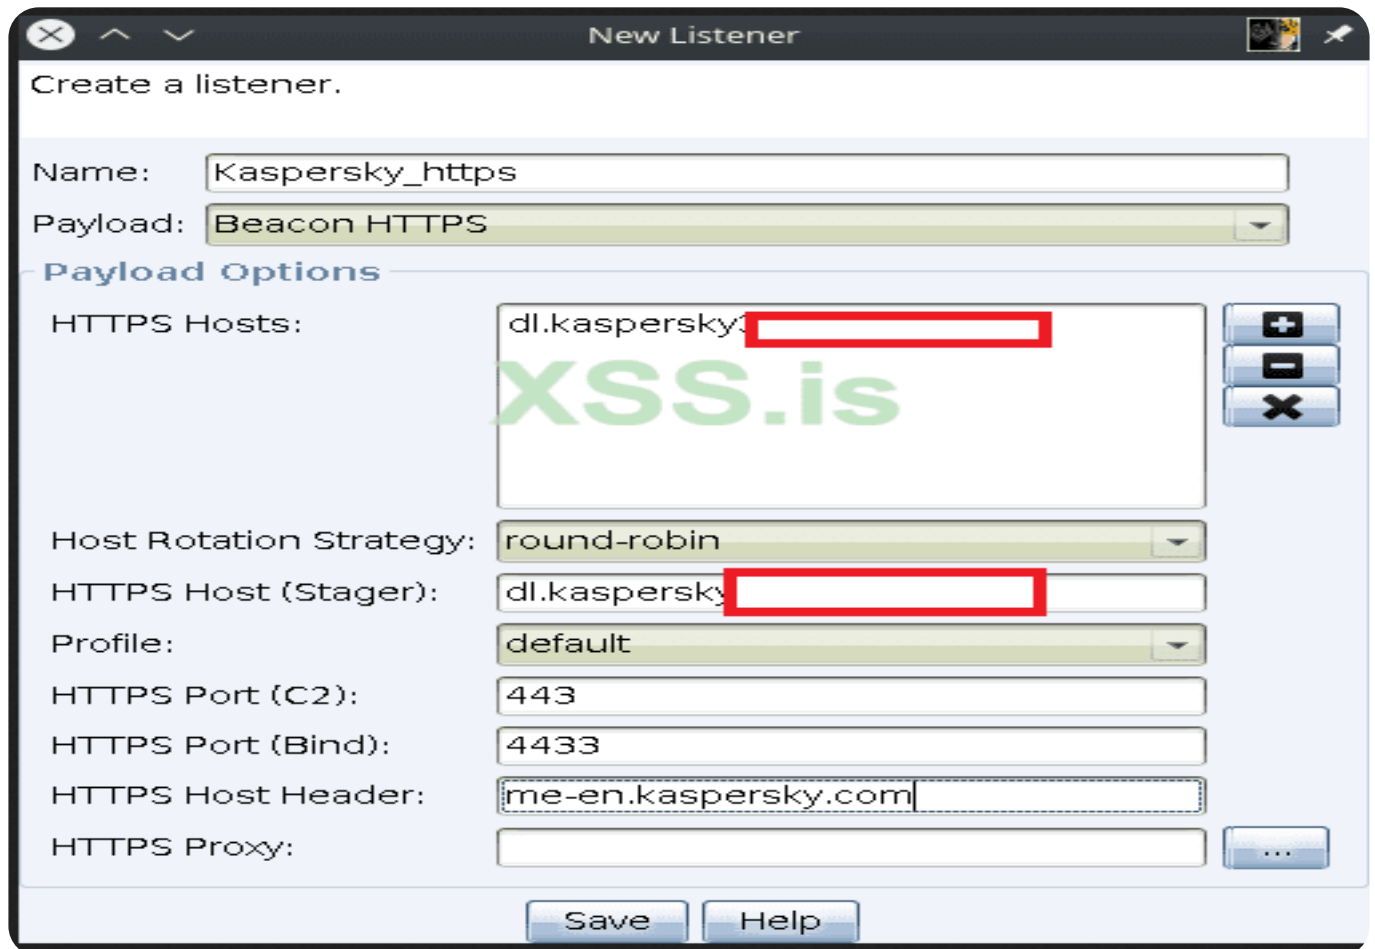 New Listener
Create a listener.
Name: Kaspersky_https
Payload: Beacon HTTPS
Payload Options
HTTPS Hosts: dl.kaspersky
XSS.is
Host Rotation Strategy: round-robin
HTTPS Host (Stager): dl.kaspersky
Profile: default
HTTPS Port (C2): 443
HTTPS Port (Bind): 4433
HTTPS Host Header: me-en.kaspersky.com
HTTPS Proxy: ...
Save Help